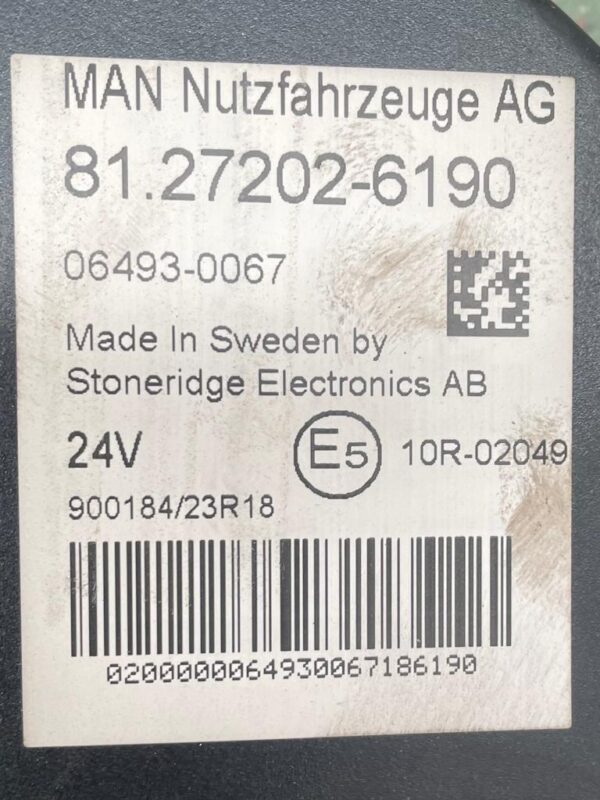 MAN Nutzfahrzeuge AG
81.27202-6190
06493-0067
Made In Sweden by
Stoneridge Electronics AB
24V E5 10R-02049
900184/23R18
0200000064930067186190